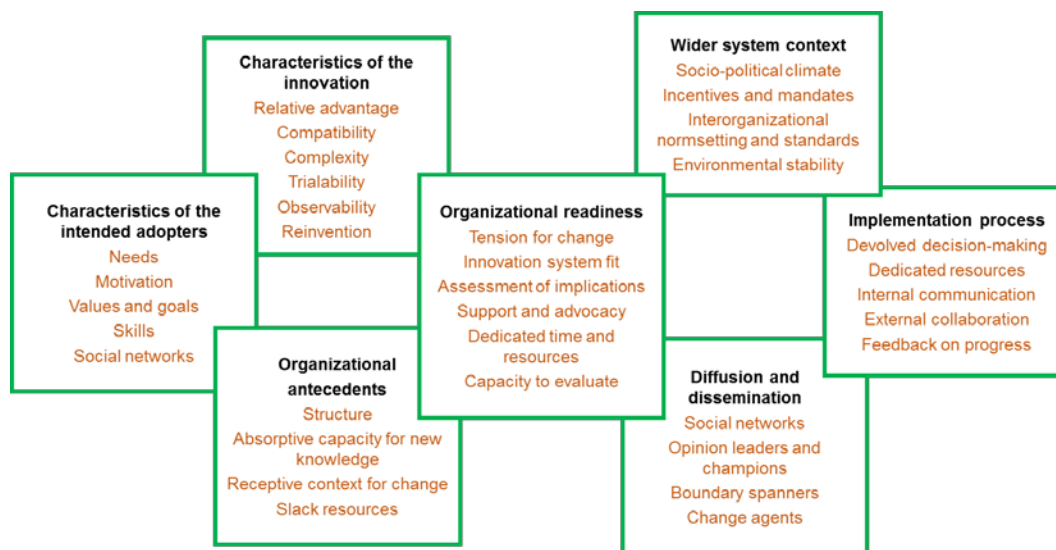 Characteristics of the
innovation
Relative advantage
Compatibility
Complexity
Trialability
Observability
Reinvention
Wider system context
Socio-political climate
Incentives and mandates
Interorganizational
normsetting and standards
Environmental stability
Characteristics of the
intended adopters
Needs
Motivation
Values and goals
Skills
Social networks
Organizational readiness
Tension for change
Innovation system fit
Assessment of implications
Support and advocacy
Dedicated time and
resources
Capacity to evaluate
Implementation process
Devolved decision-making
Dedicated resources
Internal communication
External collaboration
Feedback on progress
Organizational
antecedents
Structure
Absorptive capacity for new
knowledge
Receptive context for change
Slack resources
Diffusion and
dissemination
Social networks
Opinion leaders and
champions
Boundary spanners
Change agents